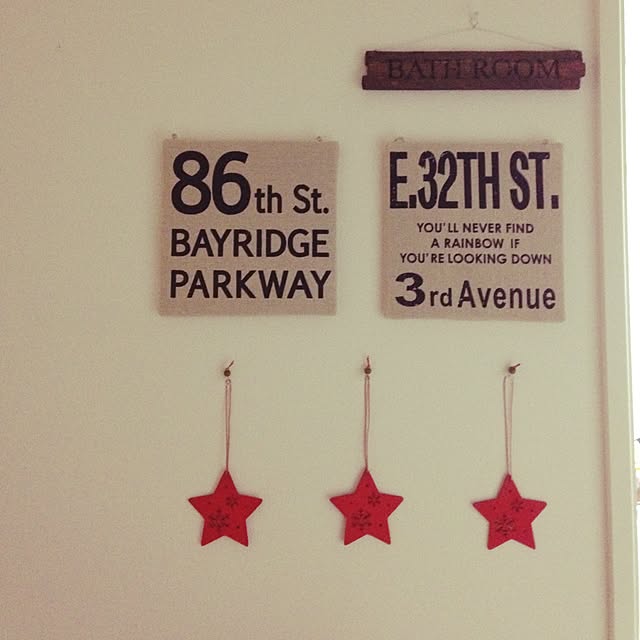 BATH ROOM
86th St.
BAYRIDGE
PARKWAY
E.32TH ST.
YOU'LL NEVER FIND
A RAINBOW IF
YOU'RE LOOKING DOWN
3rd Avenue